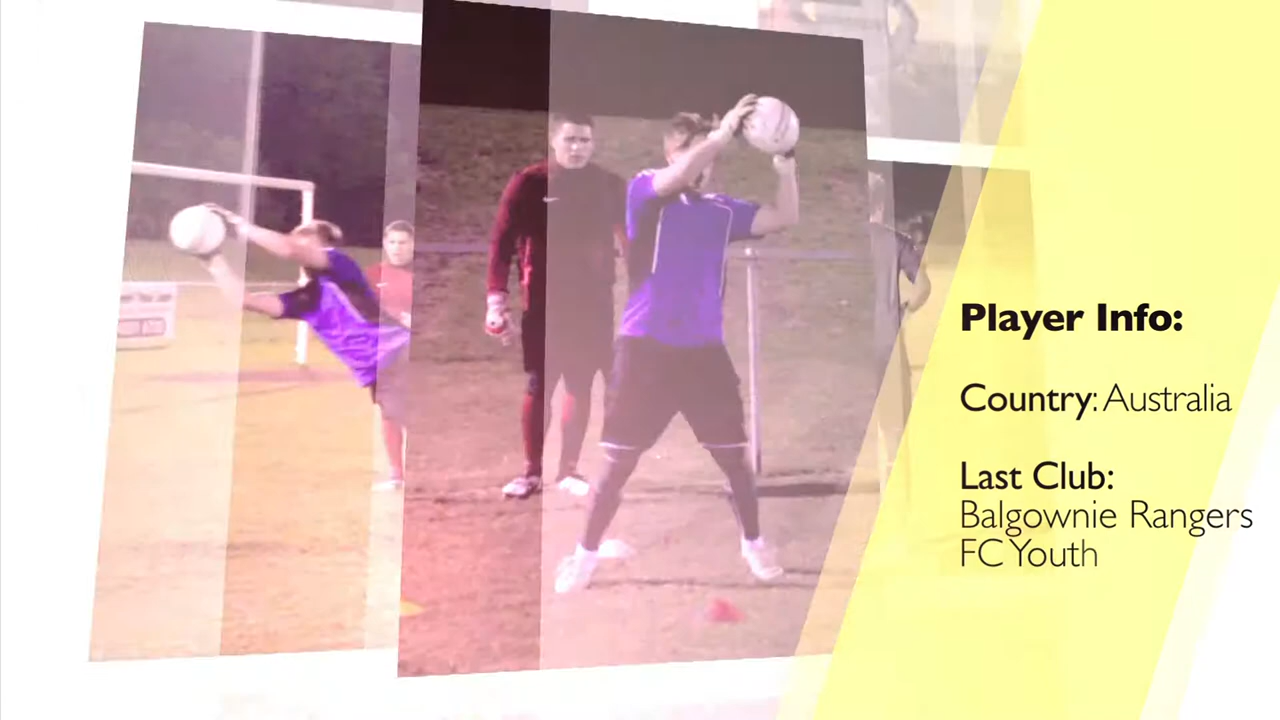 Player Info:
Country: Australia
Last Club:
Balgownie Rangers
FC Youth